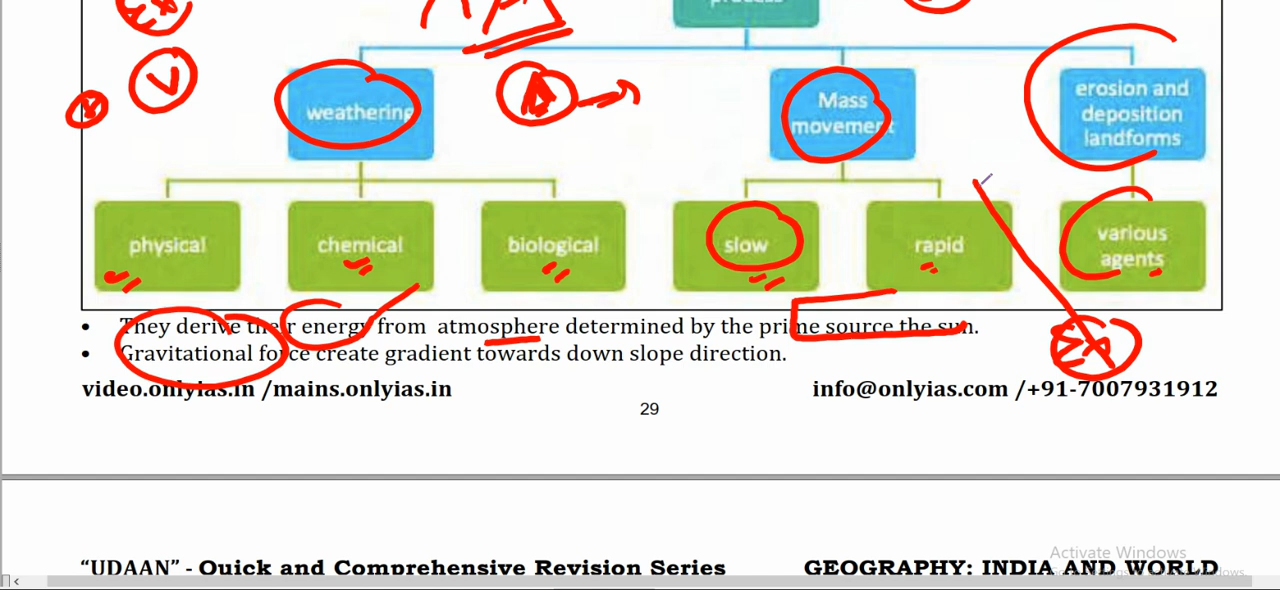 process
weathering
Mass
movement
erosion and
deposition
landforms
physical
chemical
biological
slow
rapid
various
agents
• They derive their energy from atmosphere determined by the prime source the sun.
• Gravitational force create gradient towards down slope direction.
video.onlyias.in /mains.onlyias.in
info@onlyias.com /+91-7007931912
29
Activate Windows
“UDAAN” - Quick and Comprehensive Revision Series
GEOGRAPHY: INDIA AND WORLD